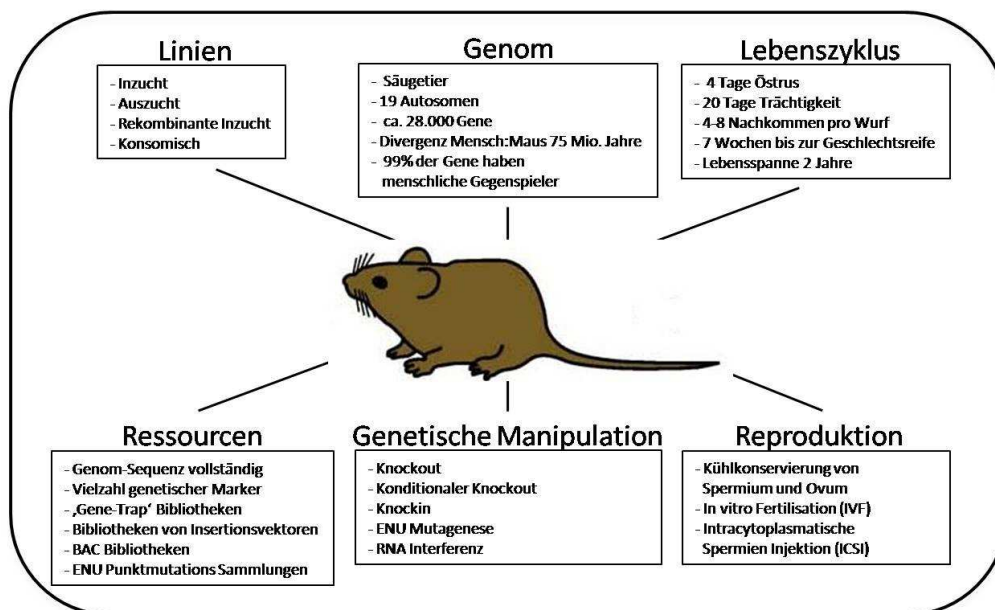 Linien
- Inzucht
- Auszucht
- Rekombinante Inzucht
- Konsomisch
Genom
- Säugetier
- 19 Autosomen
- ca. 28.000 Gene
- Divergenz Mensch:Maus 75 Mio. Jahre
- 99% der Gene haben
menschliche Gegenspieler
Lebenszyklus
- 4 Tage Östrus
- 20 Tage Trächtigkeit
- 4-8 Nachkommen pro Wurf
- 7 Wochen bis zur Geschlechtsreife
- Lebensspanne 2 Jahre
Ressourcen
- Genom-Sequenz vollständig
- Vielzahl genetischer Marker
- ‚Gene-Trap‘ Bibliotheken
- Bibliotheken von Insertionsvektoren
- BAC Bibliotheken
- ENU Punktmutations Sammlungen
Genetische Manipulation
- Knockout
- Konditionaler Knockout
- Knockin
- ENU Mutagenese
- RNA Interferenz
Reproduktion
- Kühlkonservierung von
Spermium und Ovum
- In vitro Fertilisation (IVF)
- Intracytoplasmatische
Spermien Injektion (ICSI)